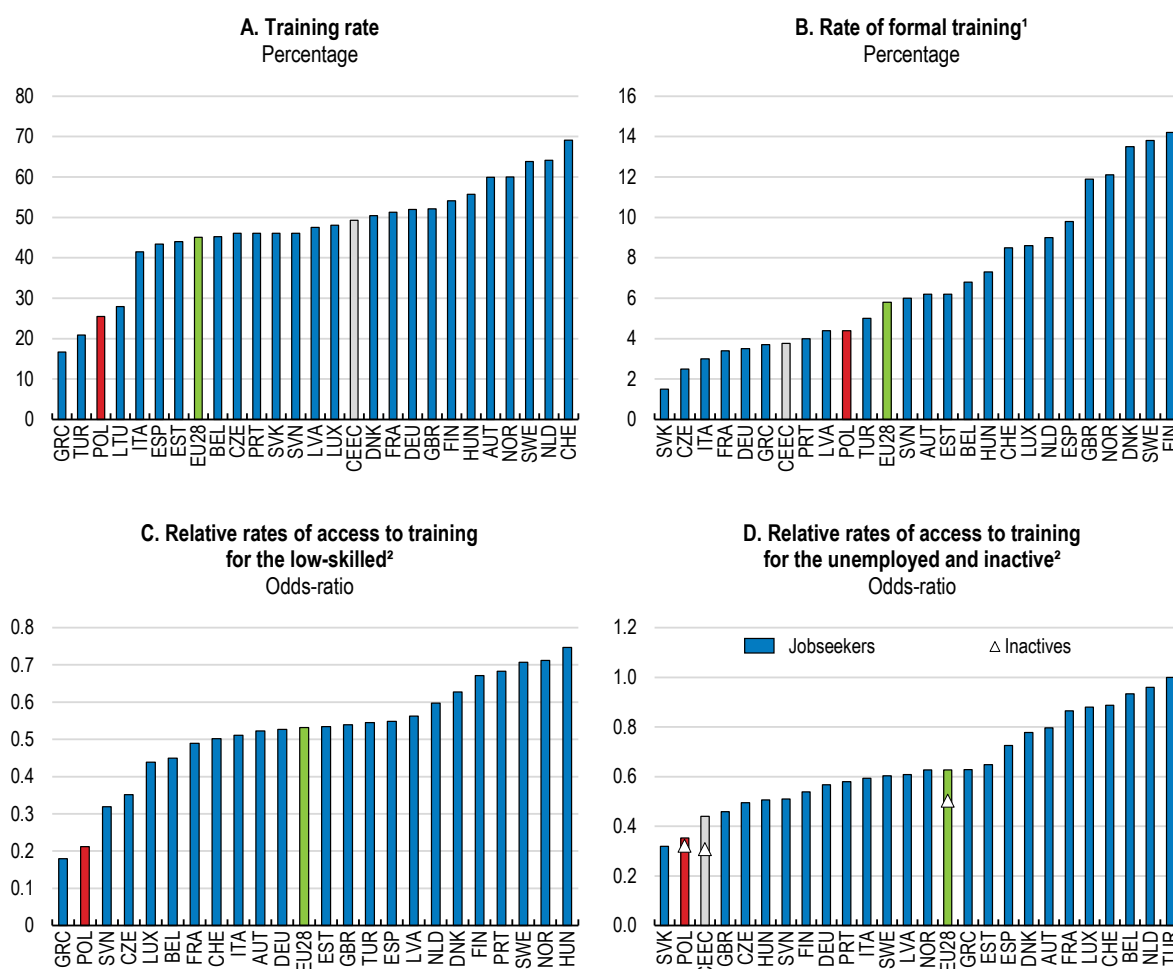 A. Training rate
Percentage
80
70
60
50
40
30
20
10
0
GRC
TUR
POL
LTU
ITA
ESP
EST
EU28
BEL
CZE
PRT
SVK
SVN
LVA
LUX
CEEC
DNK
FRA
DEU
GBR
FIN
HUN
AUT
NOR
SWE
NLD
CHE
B. Rate of formal training¹
Percentage
16
14
12
10
8
6
4
2
0
SVK
CZE
ITA
FRA
DEU
GRC
CEEC
PRT
LVA
POL
TUR
EU28
SVN
AUT
EST
BEL
HUN
CHE
LUX
NLD
ESP
GBR
NOR
DNK
SWE
FIN
C. Relative rates of access to training
for the low-skilled²
Odds-ratio
0.8
0.7
0.6
0.5
0.4
0.3
0.2
0.1
0
GRC
POL
SVN
CZE
LUX
BEL
FRA
CHE
ITA
AUT
DEU
EU28
EST
GBR
TUR
ESP
LVA
NLD
DNK
FIN
PRT
SWE
NOR
HUN
D. Relative rates of access to training
for the unemployed and inactive²
Odds-ratio
1.2
1.0
0.8
0.6
0.4
0.2
0.0
Jobseekers
Inactives
SVK
POL
CEEC
GBR
CZE
HUN
SVN
FIN
DEU
PRT
ITA
SWE
LVA
NOR
EU28
GRC
EST
ESP
DNK
AUT
FRA
LUX
CHE
BEL
NLD
TUR